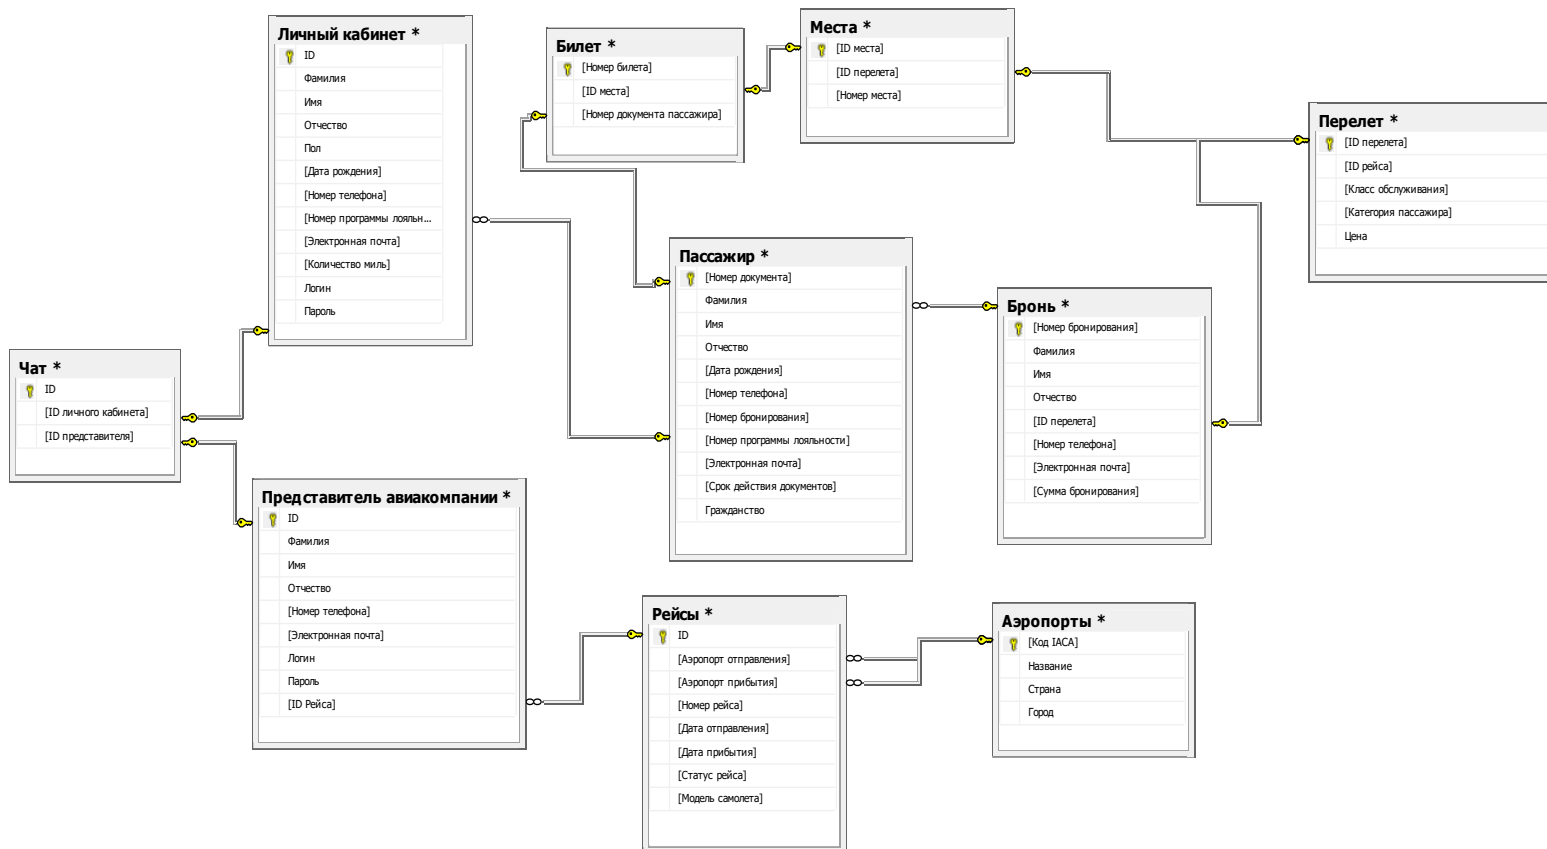 Личный кабинет *
ID
Фамилия
Имя
Отчество
Пол
[Дата рождения]
[Номер телефона]
[Номер программы лояльн...
[Электронная почта]
[Количество миль]
Логин
Пароль
Билет *
[Номер билета]
[ID места]
[Номер документа пассажира]
Места *
[ID места]
[ID перелета]
[Номер места]
Перелет *
[ID перелета]
[ID рейса]
[Класс обслуживания]
[Категория пассажира]
Цена
Пассажир *
[Номер документа]
Фамилия
Имя
Отчество
[Дата рождения]
[Номер телефона]
[Номер бронирования]
[Номер программы лояльности]
[Электронная почта]
[Срок действия документов]
Гражданство
Бронь *
[Номер бронирования]
Фамилия
Имя
Отчество
[ID перелета]
[Номер телефона]
[Электронная почта]
[Сумма бронирования]
Чат *
ID
[ID личного кабинета]
[ID представителя]
Представитель авиакомпании *
ID
Фамилия
Имя
Отчество
[Номер телефона]
[Электронная почта]
Логин
Пароль
[ID Рейса]
Рейсы *
ID
[Аэропорт отправления]
[Аэропорт прибытия]
[Номер рейса]
[Дата отправления]
[Дата прибытия]
[Статус рейса]
[Модель самолета]
Аэропорты *
[Код IACA]
Название
Страна
Город